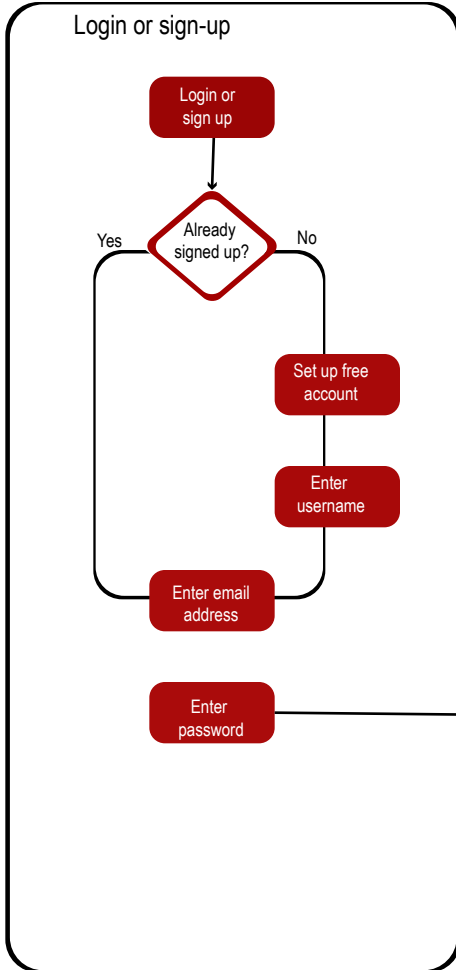 Login or sign-up
Login or
sign up
Already
signed up?
Yes
No
Set up free
account
Enter
username
Enter email
address
Enter
password